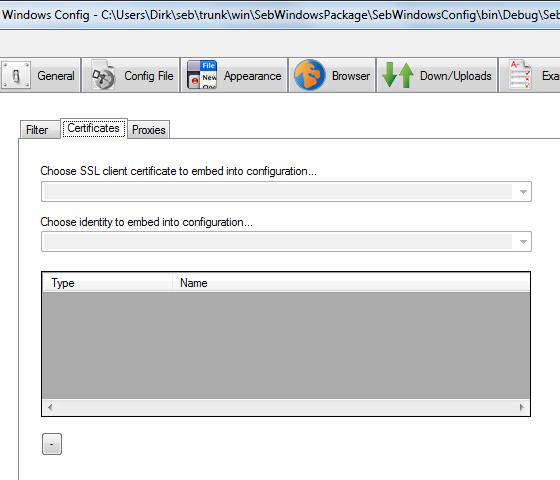 Windows Config - C:\Users\Dirk\seb\trunk\win\SebWindowsPackage\SebWindowsConfig\bin\Debug\Seb
General Config File File New Appearance Browser Down/Uploads A- Exa
Filter Certificates Proxies
Choose SSL client certificate to embed into configuration...
Choose identity to embed into configuration...
Type Name
-